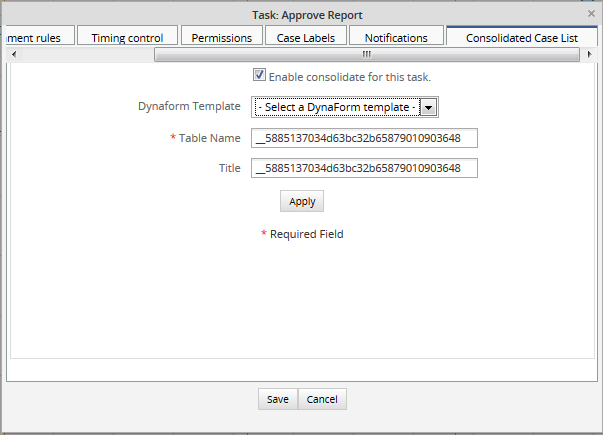 Task: Approve Report
nment rules Timing control Permissions Case Labels Notifications Consolidated Case List
Enable consolidate for this task.
Dynaform Template - Select a DynaForm template -
* Table Name __5885137034d63bc32b65879010903648
Title __5885137034d63bc32b65879010903648
Apply
* Required Field
Save Cancel